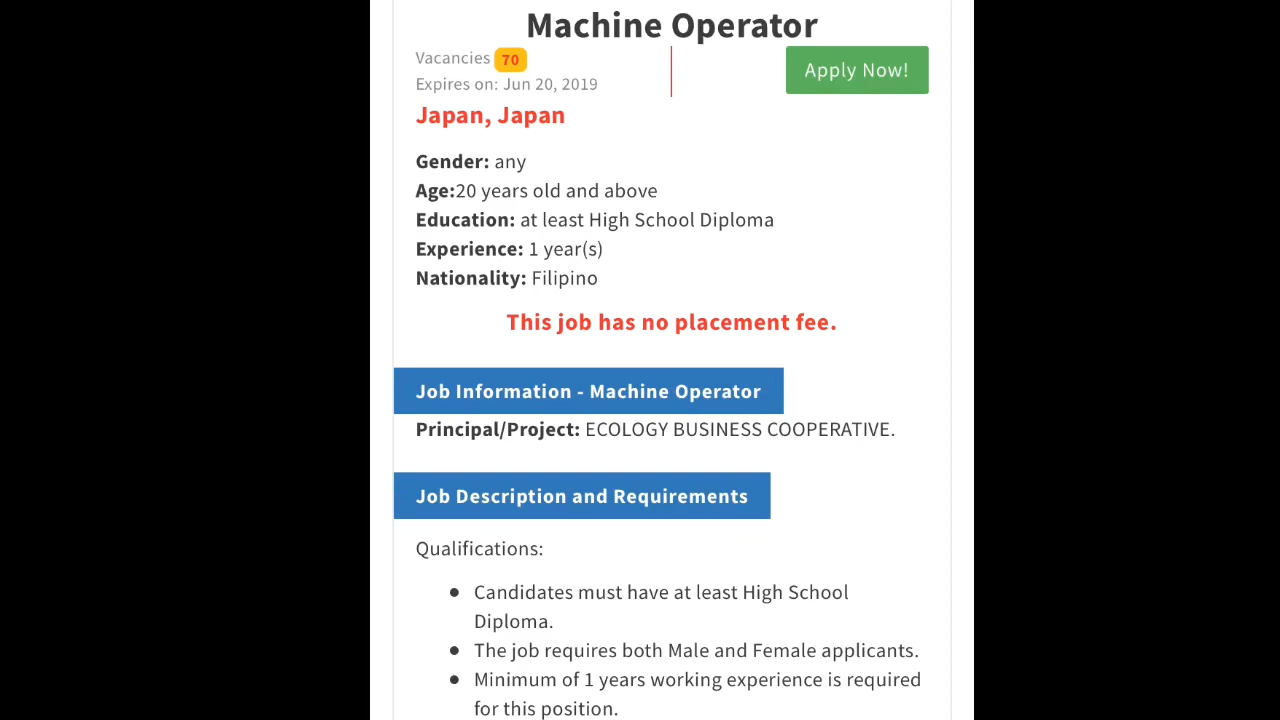 Machine Operator
Vacancies 70
Expires on: Jun 20, 2019
Apply Now!
Japan, Japan
Gender: any
Age:20 years old and above
Education: at least High School Diploma
Experience: 1 year(s)
Nationality: Filipino
This job has no placement fee.
Job Information - Machine Operator
Principal/Project: ECOLOGY BUSINESS COOPERATIVE.
Job Description and Requirements
Qualifications:
● Candidates must have at least High School
Diploma.
● The job requires both Male and Female applicants.
● Minimum of 1 years working experience is required
for this position.